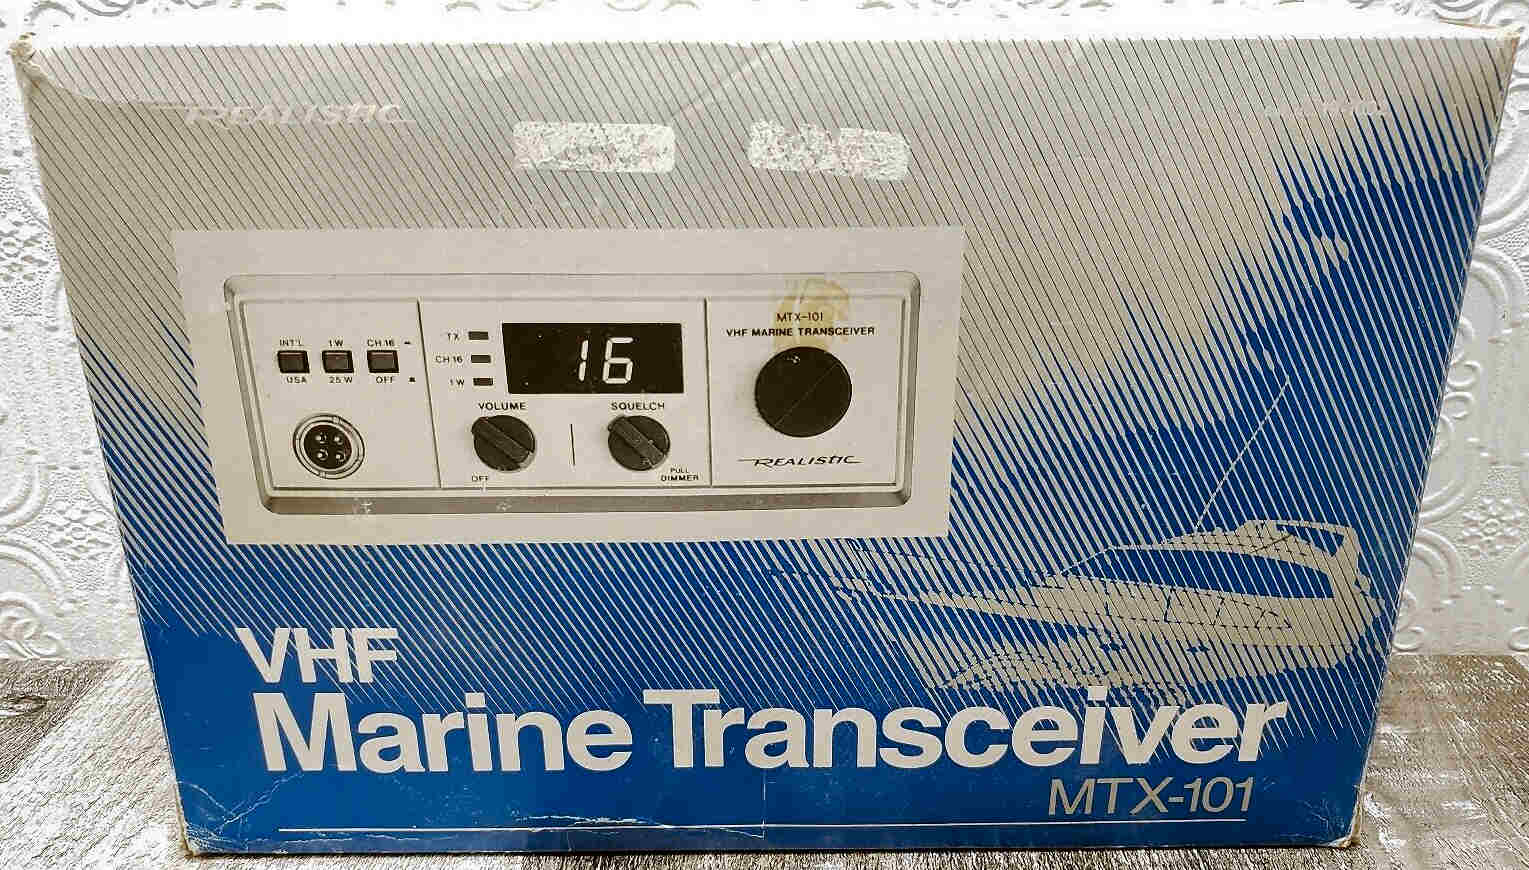 REALISTIC
INT'L 1W CH 16
USA 25W OFF
TX
CH 16
1W
16
VOLUME
OFF
SQUELCH
PULL
DIMMER
MTX-101
VHF MARINE TRANSCEIVER
REALISTIC
VHF
Marine Transceiver
MTX-101